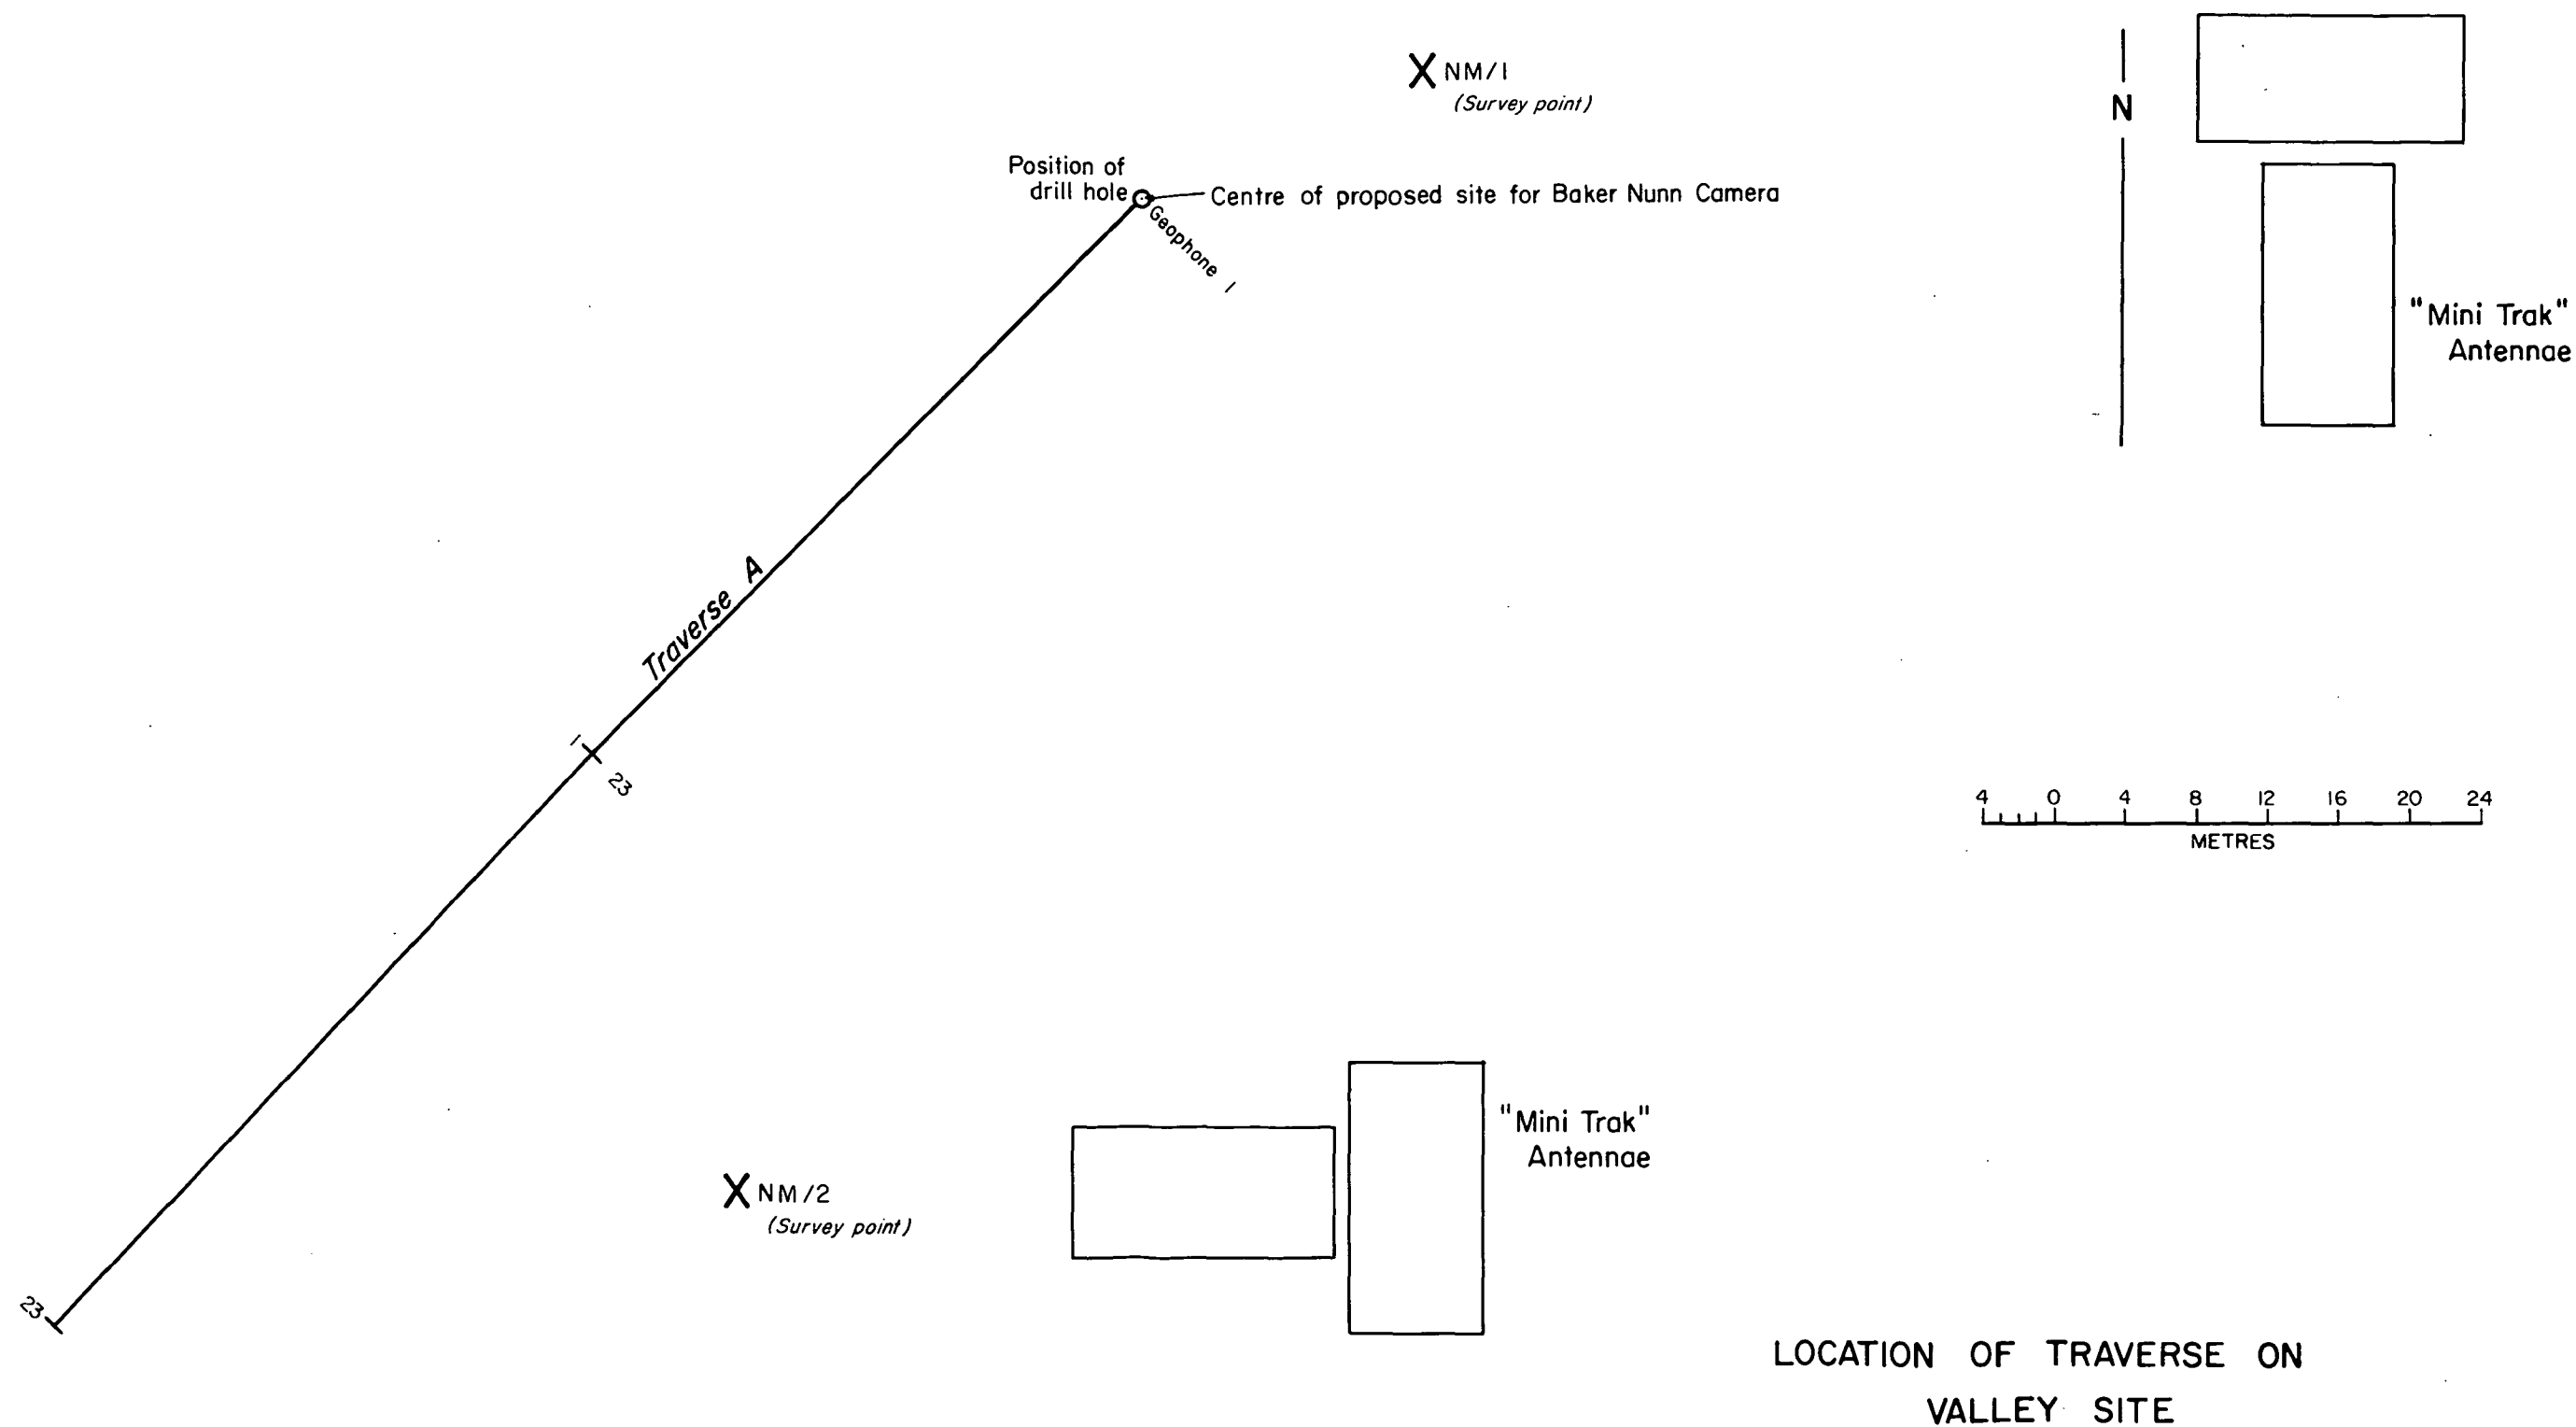 X NM/1
(Survey point)
N
Position of
drill hole
Centre of proposed site for Baker Nunn Camera
Geophone 1
"Mini Trak"
Antennae
Traverse A
1
23
4 0 4 8 12 16 20 24
METRES
"Mini Trak"
Antennae
X NM/2
(Survey point)
23
LOCATION OF TRAVERSE ON
VALLEY SITE